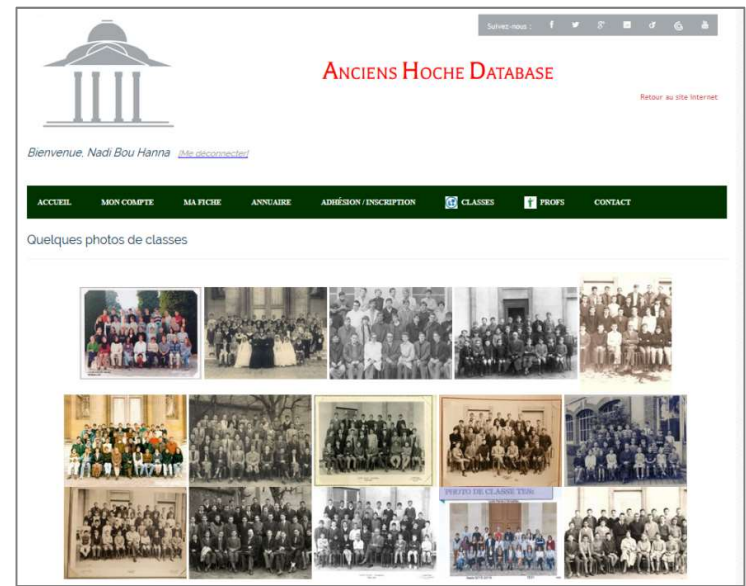 Suivez-nous :
ANCIENS HOCHE DATABASE
Retour au site Internet
Bienvenue, Nadi Bou Hanna [Me déconnecter]
ACCUEIL MON COMPTE MA FICHE ANNUAIRE ADHÉSION / INSCRIPTION CLASSES PROFS CONTACT
Quelques photos de classes
PHOTO DE CLASSE